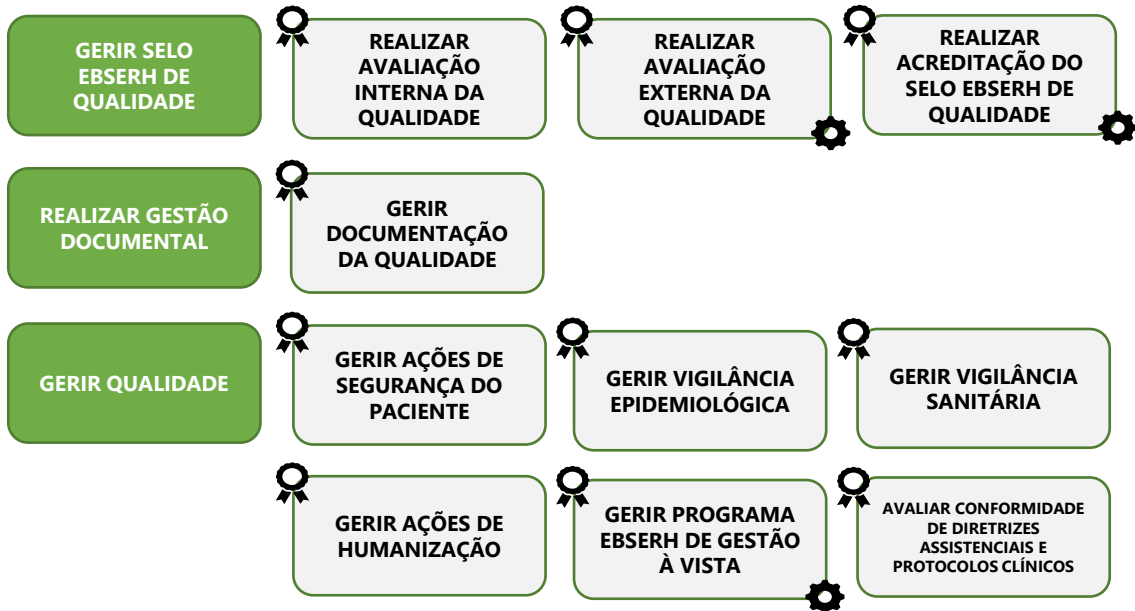 GERIR SELO
EBSERH DE
QUALIDADE
REALIZAR
AVALIAÇÃO
INTERNA DA
QUALIDADE
REALIZAR
AVALIAÇÃO
EXTERNA DA
QUALIDADE
REALIZAR
ACREDITAÇÃO DO
SELO EBSERH DE
QUALIDADE
REALIZAR GESTÃO
DOCUMENTAL
GERIR
DOCUMENTAÇÃO
DA QUALIDADE
GERIR QUALIDADE
GERIR AÇÕES DE
SEGURANÇA DO
PACIENTE
GERIR VIGILÂNCIA
EPIDEMIOLÓGICA
GERIR VIGILÂNCIA
SANITÁRIA
GERIR AÇÕES DE
HUMANIZAÇÃO
GERIR PROGRAMA
EBSERH DE GESTÃO
À VISTA
AVALIAR CONFORMIDADE
DE DIRETRIZES
ASSISTENCIAIS E
PROTOCOLOS CLÍNICOS